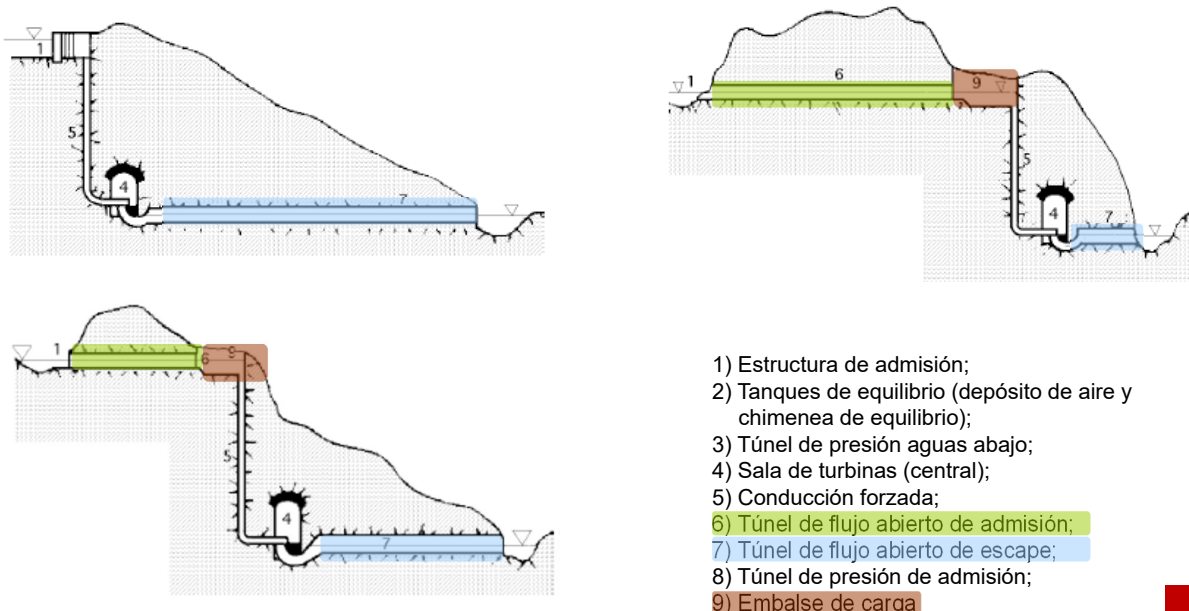 1
5
4
7
1
6
9
5
4
7
1
6
9
5
4
7
1) Estructura de admisión;
2) Tanques de equilibrio (depósito de aire y
chimenea de equilibrio);
3) Túnel de presión aguas abajo;
4) Sala de turbinas (central);
5) Conducción forzada;
6) Túnel de flujo abierto de admisión;
7) Túnel de flujo abierto de escape;
8) Túnel de presión de admisión;
9) Embalse de carga